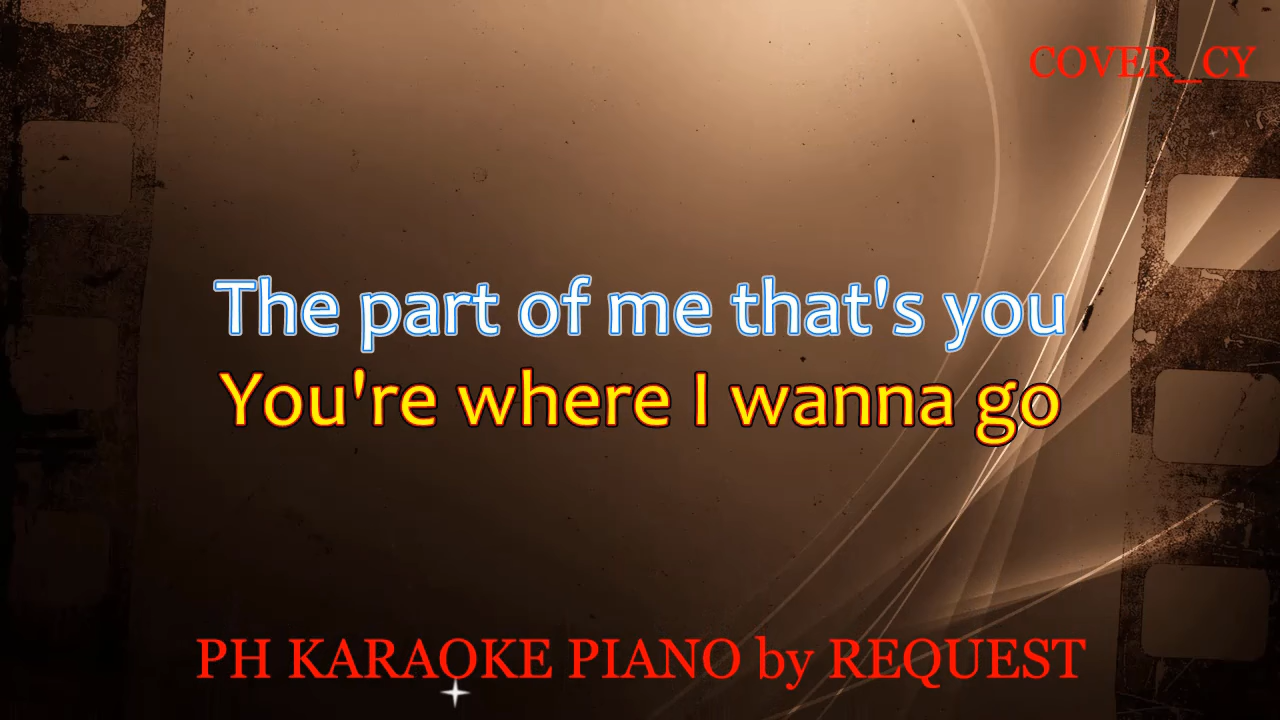 COVER_CY
The part of me that's you
You're where I wanna go
PH KARAOKE PIANO by REQUEST